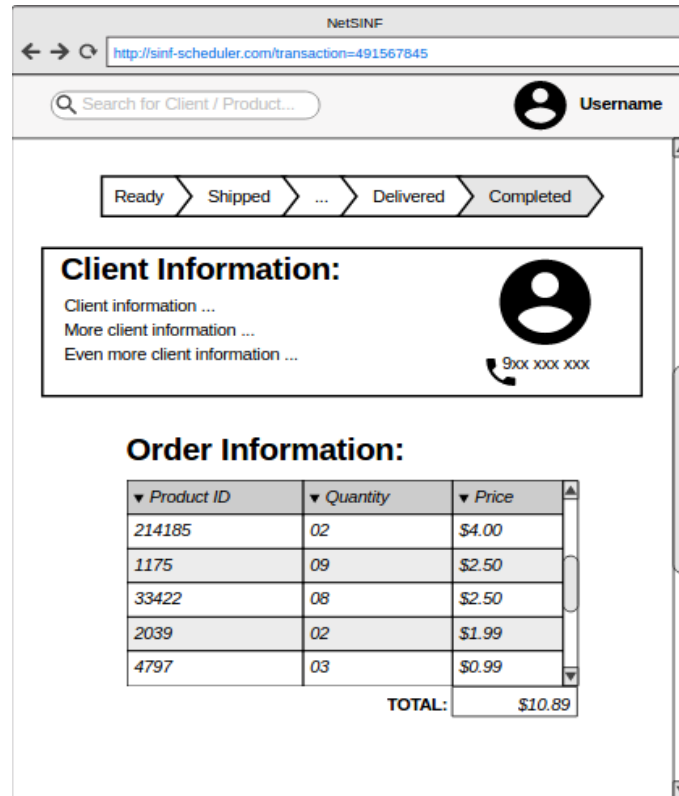 NetSINF
http://sinf-scheduler.com/transaction=491567845
Search for Client / Product...
Username
Ready Shipped ... Delivered Completed
Client Information:
Client information ...
More client information ...
Even more client information ...
9xx xxx xxx
Order Information:
Product ID Quantity Price
214185 02 $4.00
1175 09 $2.50
33422 08 $2.50
2039 02 $1.99
4797 03 $0.99
TOTAL: $10.89